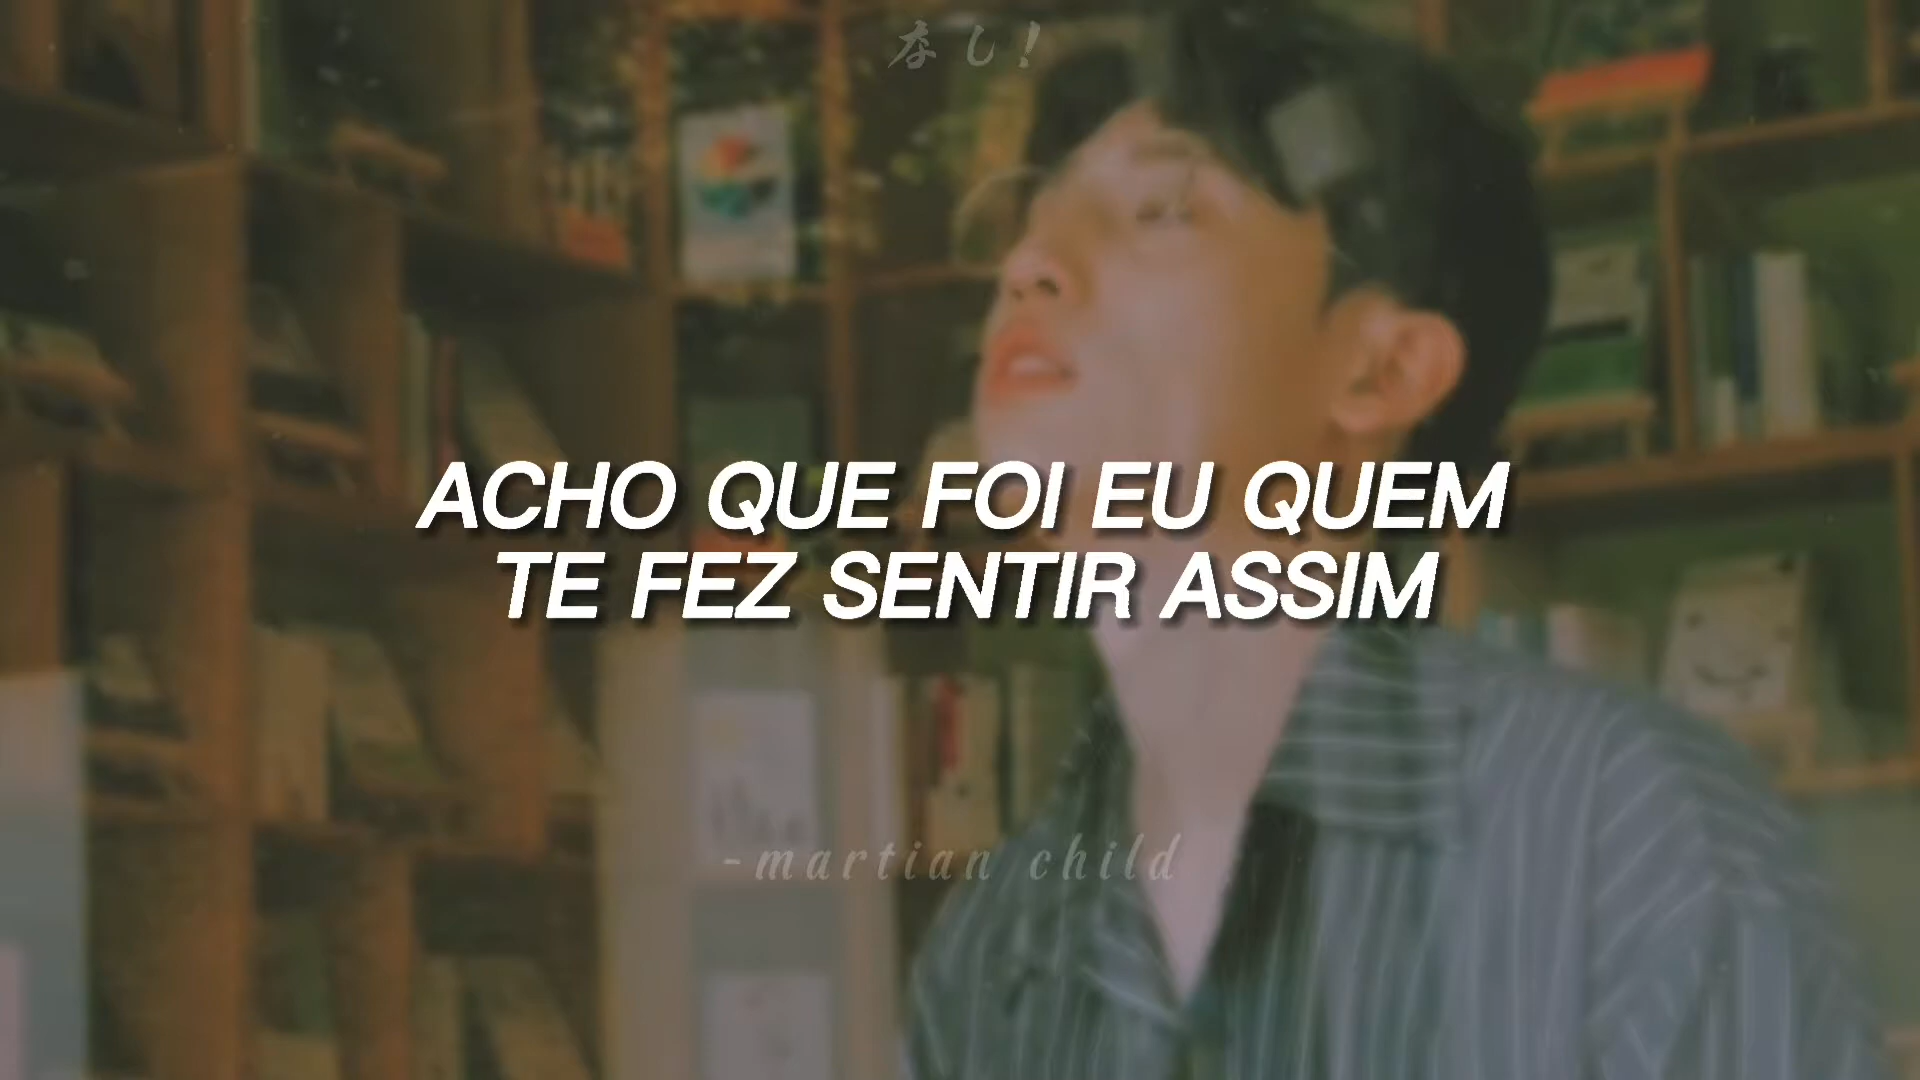 なし!
ACHO QUE FOI EU QUEM
TE FEZ SENTIR ASSIM
-martian child